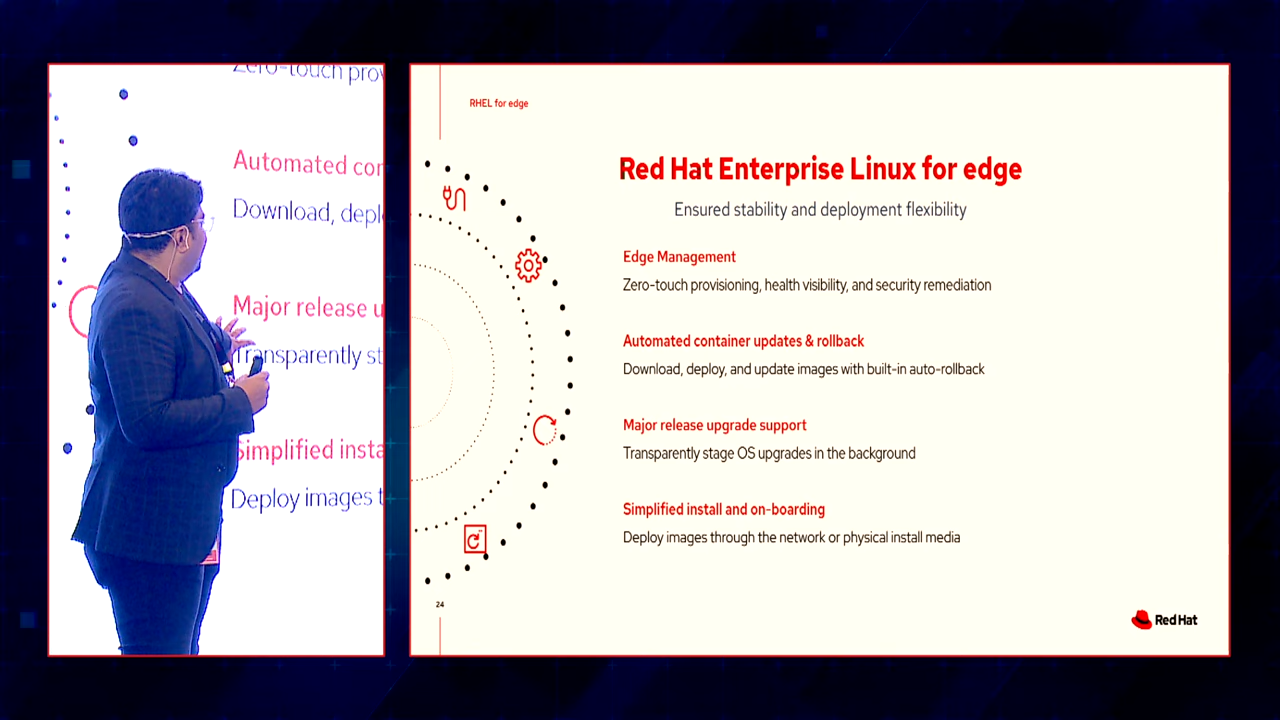 Zero-touch prov
Automated con
Download, depl
Major release u
Transparently st
Simplified insta
Deploy images t
RHEL for edge
Red Hat Enterprise Linux for edge
Ensured stability and deployment flexibility
Edge Management
Zero-touch provisioning, health visibility, and security remediation
Automated container updates & rollback
Download, deploy, and update images with built-in auto-rollback
Major release upgrade support
Transparently stage OS upgrades in the background
Simplified install and on-boarding
Deploy images through the network or physical install media
24
Red Hat